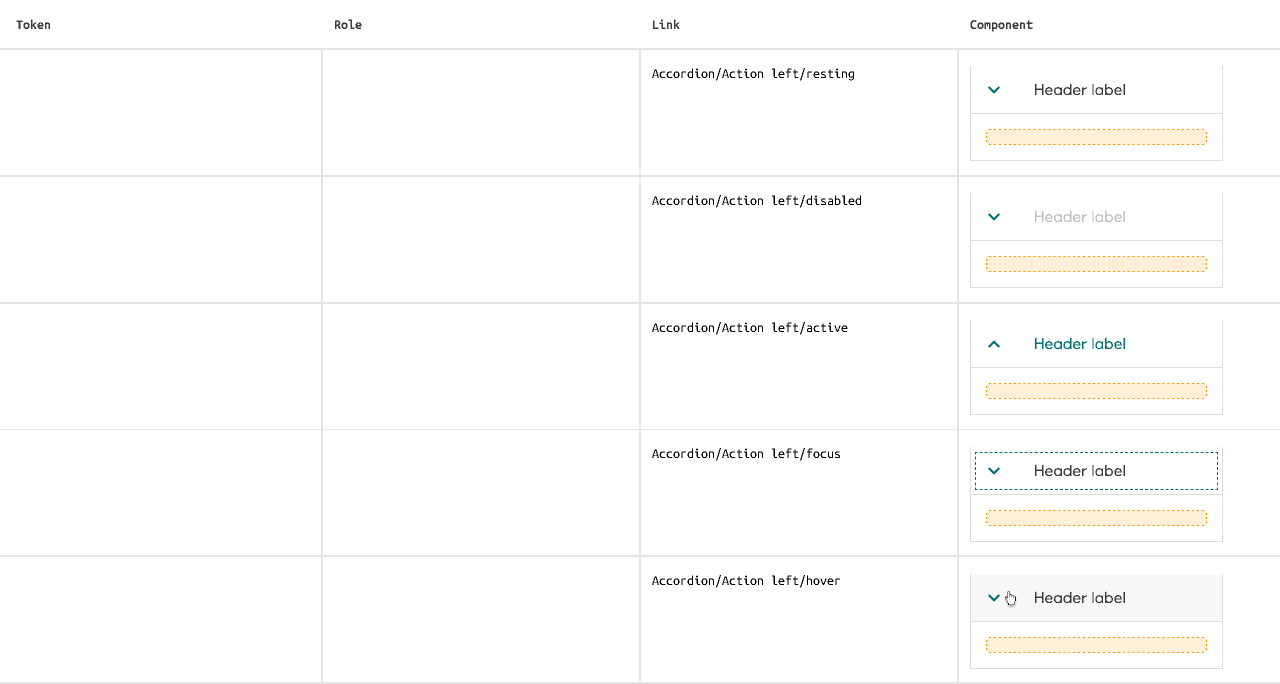 Token Role Link Component
Accordion/Action left/resting
Header label
Accordion/Action left/disabled
Header label
Accordion/Action left/active
Header label
Accordion/Action left/focus
Header label
Accordion/Action left/hover
Header label